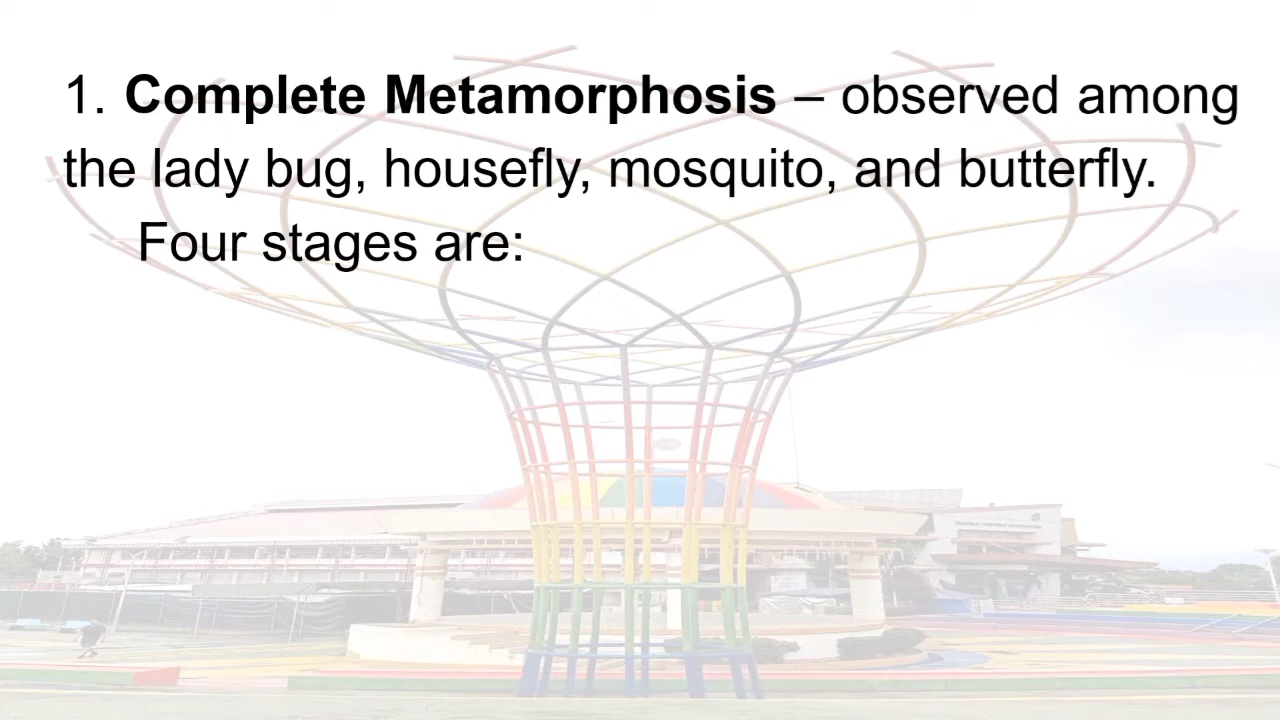 1. Complete Metamorphosis – observed among
the lady bug, housefly, mosquito, and butterfly.
Four stages are: